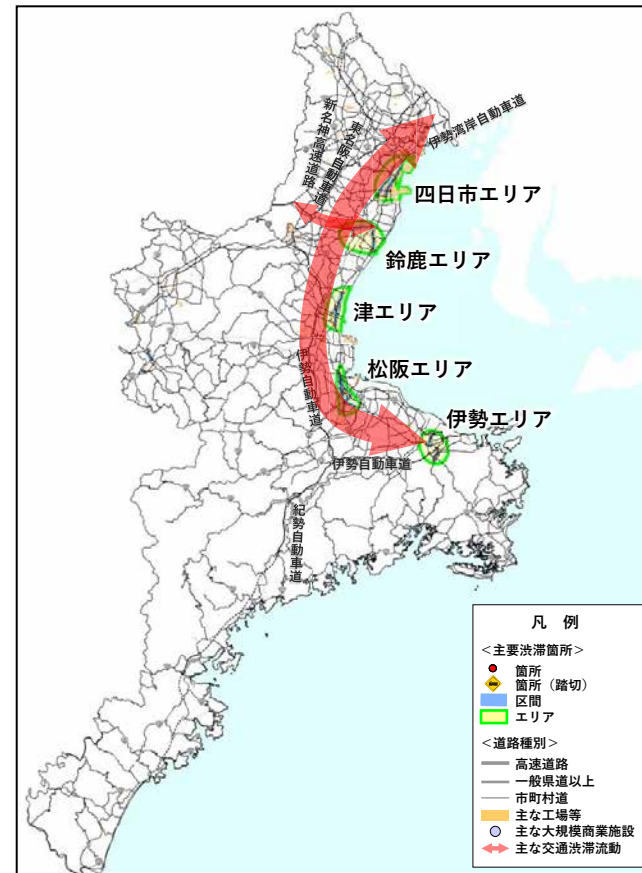 伊勢湾岸自動車道
東名阪自動車道
新名神高速道路
四日市エリア
鈴鹿エリア
津エリア
松阪エリア
伊勢自動車道
伊勢エリア
伊勢自動車道
紀勢自動車道
凡 例
<主要渋滞箇所>
箇所
箇所（踏切）
区間
エリア
<道路種別>
高速道路
一般県道以上
市町村道
主な工場等
主な大規模商業施設
主な交通渋滞流動